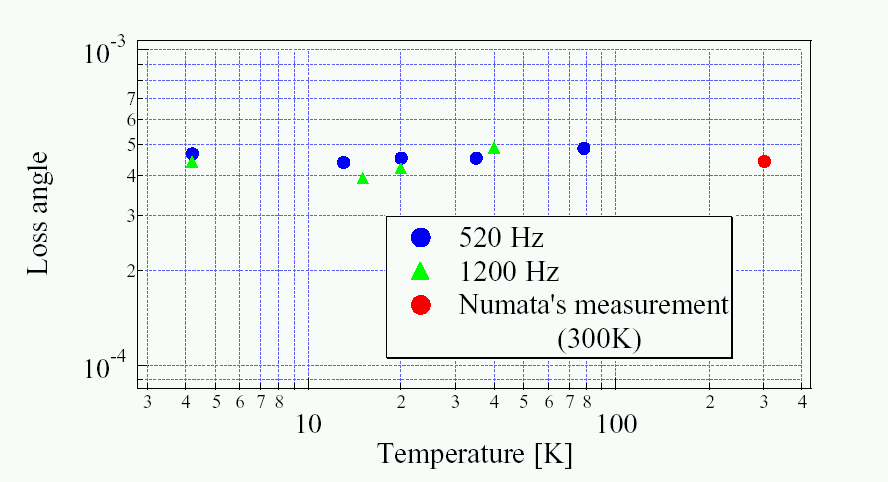 10-3
7
6
5
4
3
2
10-4
Loss angle
520 Hz
1200 Hz
Numata's measurement
(300K)
3 4 5 6 7 8 2 3 4 5 6 7 8 2 3 4
10 100
Temperature [K]